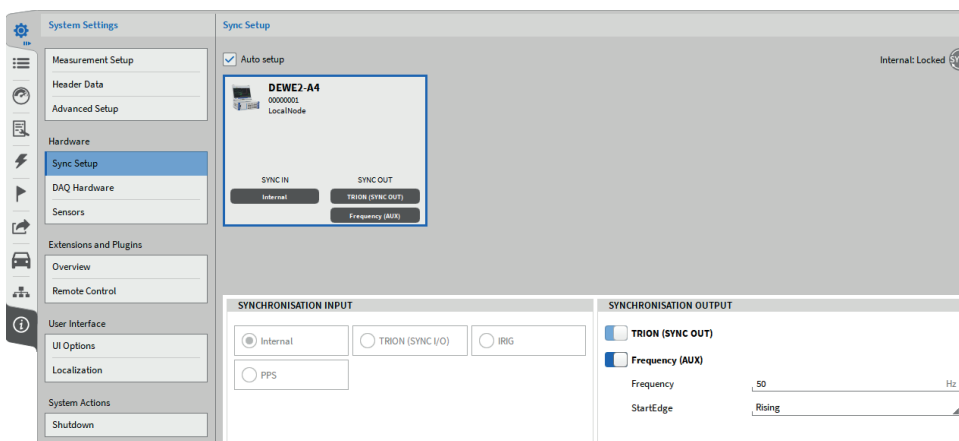 System Settings
Measurement Setup
Header Data
Advanced Setup
Hardware
Sync Setup
DAQ Hardware
Sensors
Extensions and Plugins
Overview
Remote Control
User Interface
UI Options
Localization
System Actions
Shutdown
Sync Setup
Auto setup
Internal: Locked
DEWE2-A4
00000001
LocalNode
SYNC IN SYNC OUT
Internal TRION (SYNC OUT)
Frequency (AUX)
SYNCHRONISATION INPUT
Internal TRION (SYNC I/O) IRIG
PPS
SYNCHRONISATION OUTPUT
TRION (SYNC OUT)
Frequency (AUX)
Frequency 50 Hz
StartEdge Rising